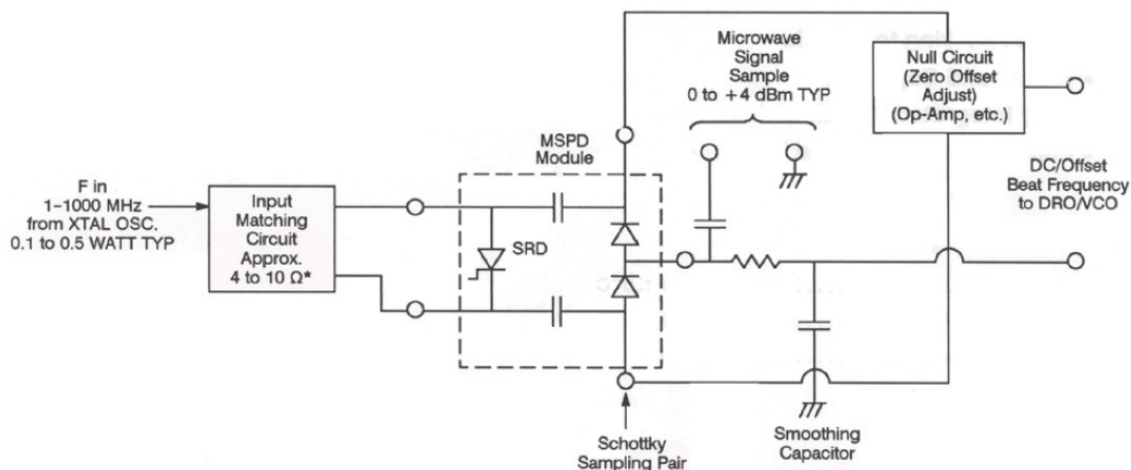 Microwave
Signal
Sample
0 to +4 dBm TYP
Null Circuit
(Zero Offset
Adjust)
(Op-Amp, etc.)
MSPD
Module
DC/Offset
Beat Frequency
to DRO/VCO
F in
1–1000 MHz
from XTAL OSC.
0.1 to 0.5 WATT TYP
Input
Matching
Circuit
Approx.
4 to 10 Ω*
SRD
Schottky
Sampling Pair
Smoothing
Capacitor